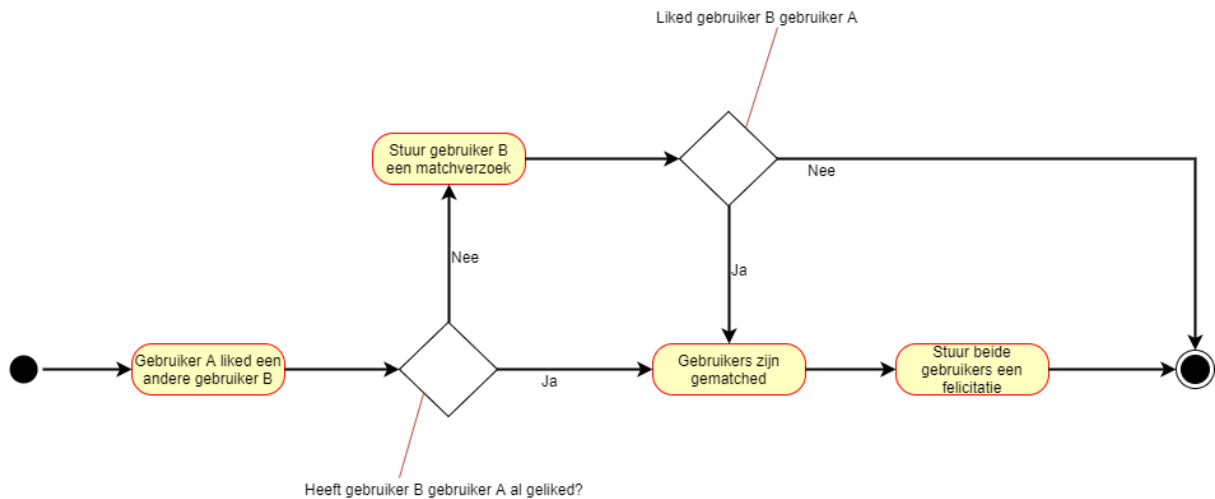 Liked gebruiker B gebruiker A
Stuur gebruiker B
een matchverzoek
Nee
Nee
Ja
Gebruiker A liked een
andere gebruiker B
Ja
Gebruikers zijn
gematched
Stuur beide
gebruikers een
felicitatie
Heeft gebruiker B gebruiker A al geliked?